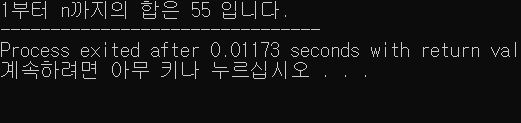 1부터 n까지의 합은 55 입니다.
--------------------------------
Process exited after 0.01173 seconds with return val
계속하려면 아무 키나 누르십시오 . . .